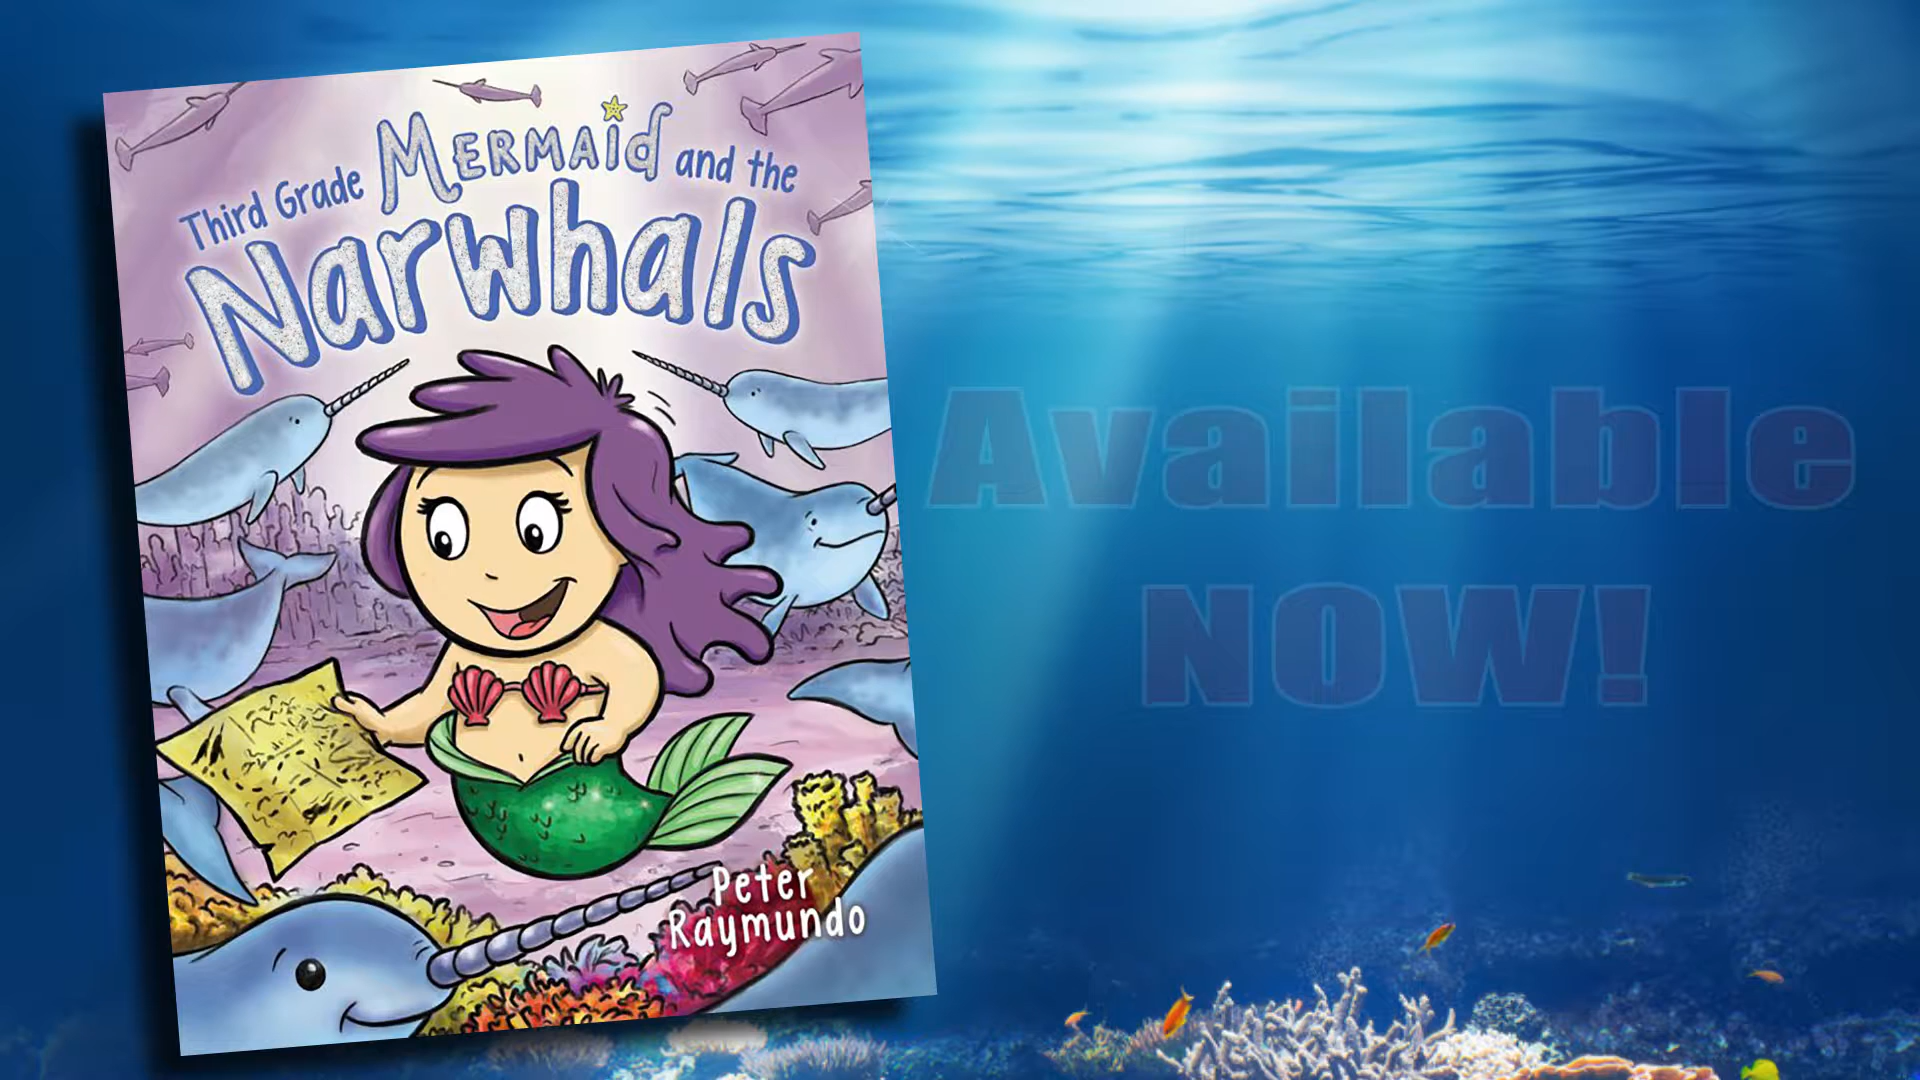 Third Grade MERMAid and the
Narwhals
Peter
Raymundo
Available
NOW!